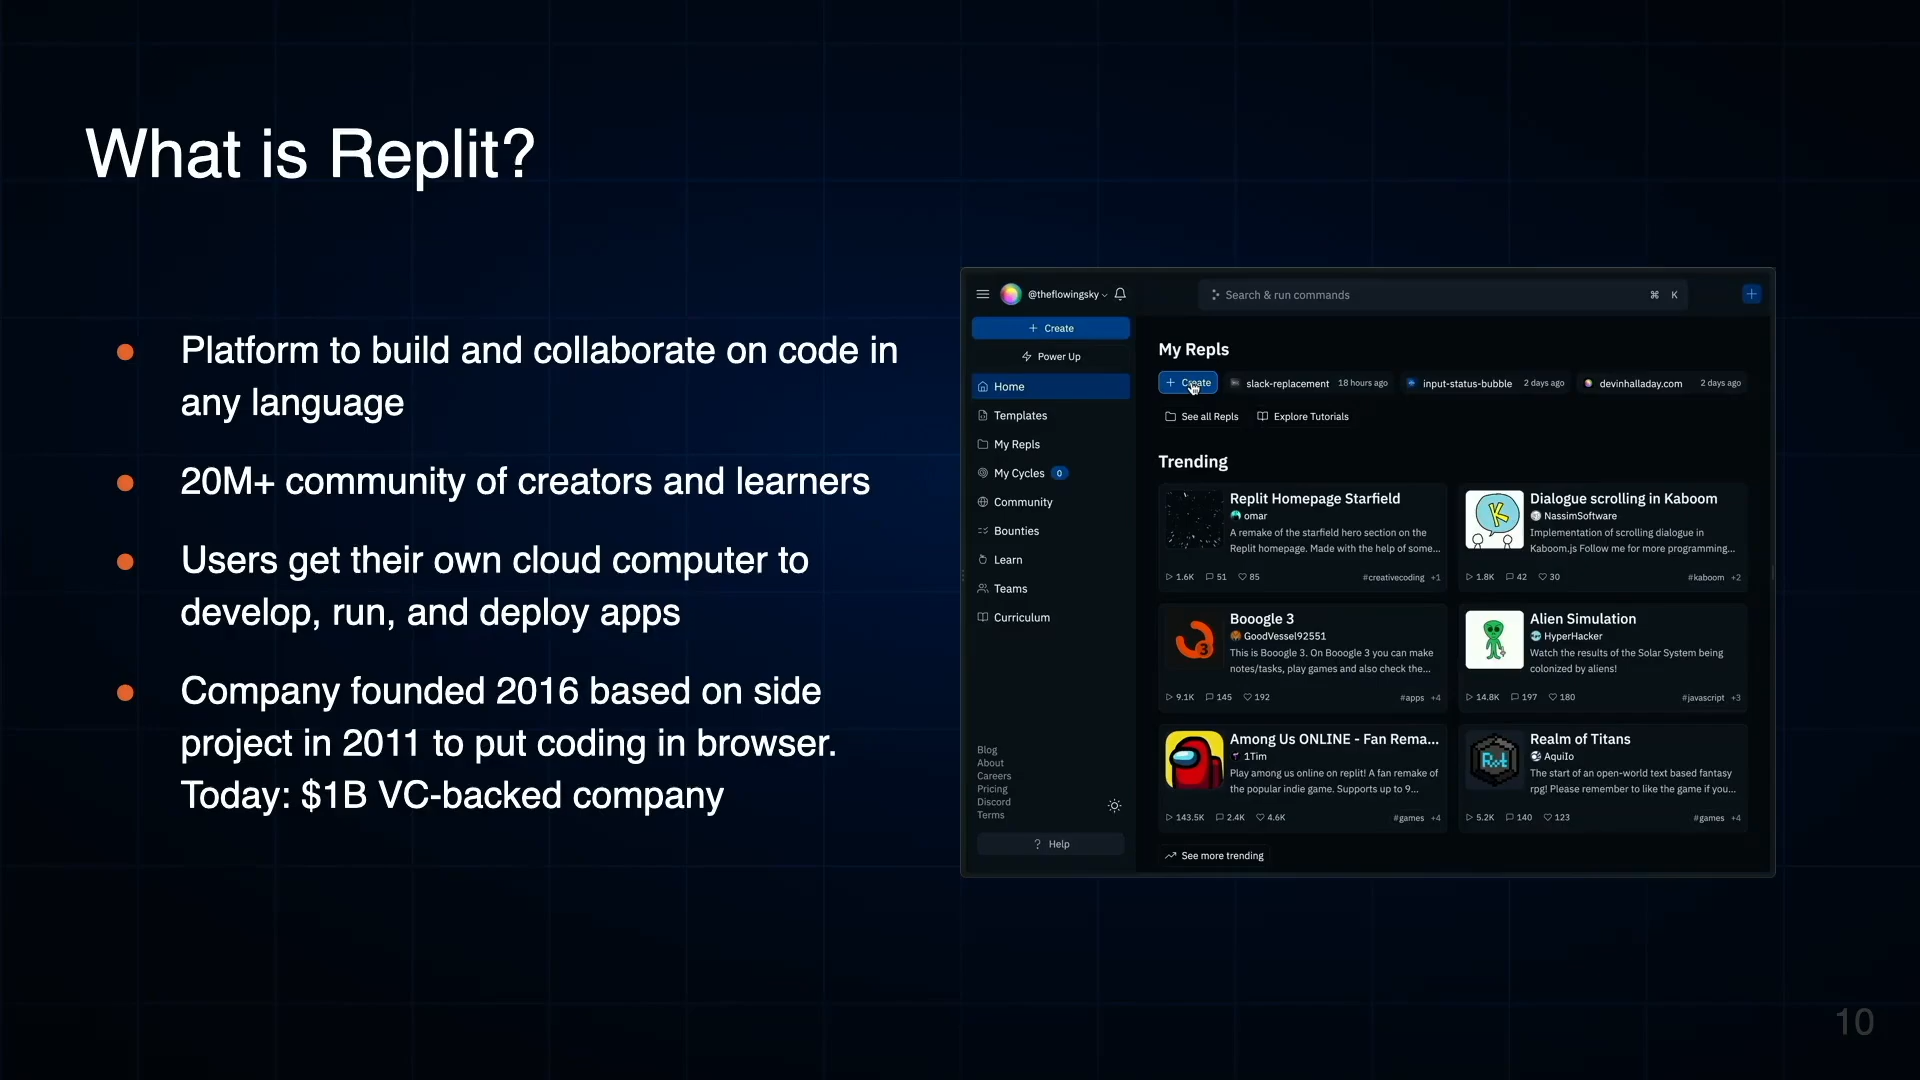 What is Replit?
Platform to build and collaborate on code in
any language
20M+ community of creators and learners
Users get their own cloud computer to
develop, run, and deploy apps
Company founded 2016 based on side
project in 2011 to put coding in browser.
Today: $1B VC-backed company
@theflowingsky
Search & run commands ⌘ K
+ Create
Power Up
Home
Templates
My Repls
My Cycles 0
Community
Bounties
Learn
Teams
Curriculum
Blog
About
Careers
Pricing
Discord
Terms
? Help
My Repls
+ Create slack-replacement 18 hours ago input-status-bubble 2 days ago devinhalladay.com 2 days ago
See all Repls Explore Tutorials
Trending
Replit Homepage Starfield
omar
A remake of the starfield hero section on the
Replit homepage. Made with the help of some...
1.6K 51 85 #creativecoding +1
Dialogue scrolling in Kaboom
NassimSoftware
Implementation of scrolling dialogue in
Kaboom.js Follow me for more programming...
1.8K 42 30 #kaboom +2
Booogle 3
GoodVessel92551
This is Booogle 3. On Booogle 3 you can make
notes/tasks, play games and also check the...
9.1K 145 192 #apps +4
Alien Simulation
HyperHacker
Watch the results of the Solar System being
colonized by aliens!
14.8K 197 180 #javascript +3
Among Us ONLINE - Fan Rema...
1Tim
Play among us online on replit! A fan remake of
the popular indie game. Supports up to 9...
143.5K 2.4K 4.6K #games +4
Realm of Titans
The start of an open-world text based fantasy
rpg! Please remember to like the game if you...
5.2K 140 123 #games +4
See more trending
10